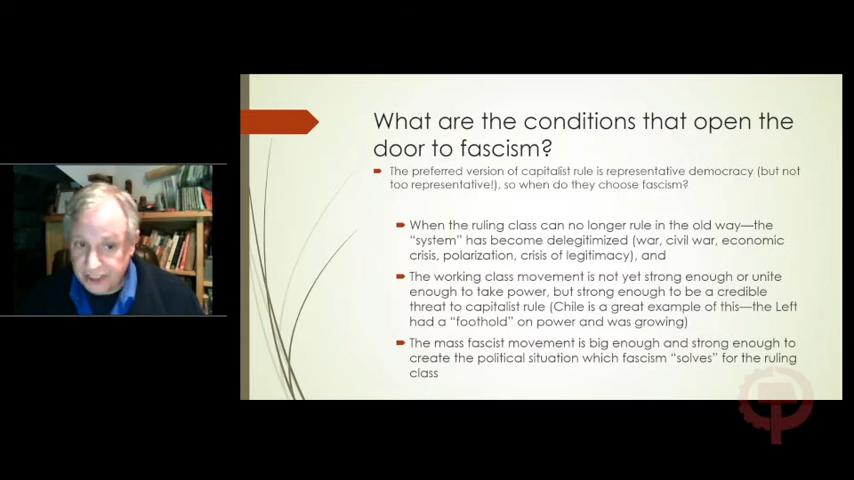 What are the conditions that open the
door to fascism?
The preferred version of capitalist rule is representative democracy (but not
too representative!), so when do they choose fascism?
When the ruling class can no longer rule in the old way—the
“system” has become delegitimized (war, civil war, economic
crisis, polarization, crisis of legitimacy), and
The working class movement is not yet strong enough or unite
enough to take power, but strong enough to be a credible
threat to capitalist rule (Chile is a great example of this—the Left
had a “foothold” on power and was growing)
The mass fascist movement is big enough and strong enough to
create the political situation which fascism “solves” for the ruling
class